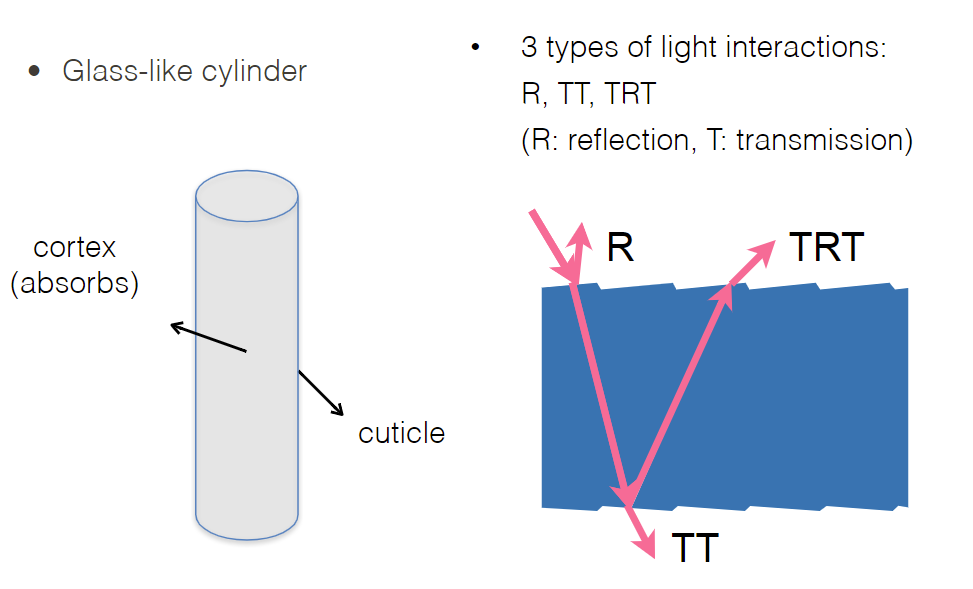 • Glass-like cylinder
cortex
(absorbs)
cuticle
• 3 types of light interactions:
R, TT, TRT
(R: reflection, T: transmission)
R
TRT
TT